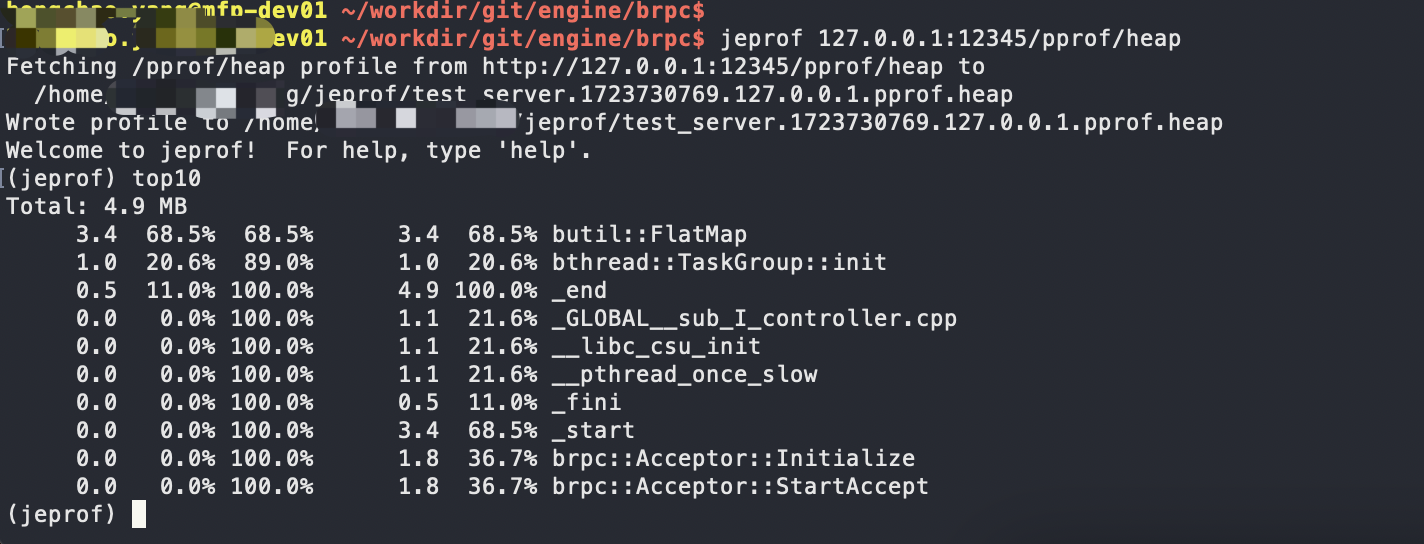 ~/workdir/git/engine/brpc$
ev01 ~/workdir/git/engine/brpc$ jeprof 127.0.0.1:12345/pprof/heap
Fetching /pprof/heap profile from http://127.0.0.1:12345/pprof/heap to
/home/ g/jeprof/test_server.1723730769.127.0.0.1.pprof.heap
Wrote profile to /home/ /jeprof/test_server.1723730769.127.0.0.1.pprof.heap
Welcome to jeprof!  For help, type 'help'.
(jeprof) top10
Total: 4.9 MB
3.4  68.5%  68.5%      3.4  68.5% butil::FlatMap
1.0  20.6%  89.0%      1.0  20.6% bthread::TaskGroup::init
0.5  11.0% 100.0%      4.9 100.0% _end
0.0   0.0% 100.0%      1.1  21.6% _GLOBAL__sub_I_controller.cpp
0.0   0.0% 100.0%      1.1  21.6% __libc_csu_init
0.0   0.0% 100.0%      1.1  21.6% __pthread_once_slow
0.0   0.0% 100.0%      0.5  11.0% _fini
0.0   0.0% 100.0%      3.4  68.5% _start
0.0   0.0% 100.0%      1.8  36.7% brpc::Acceptor::Initialize
0.0   0.0% 100.0%      1.8  36.7% brpc::Acceptor::StartAccept
(jeprof)